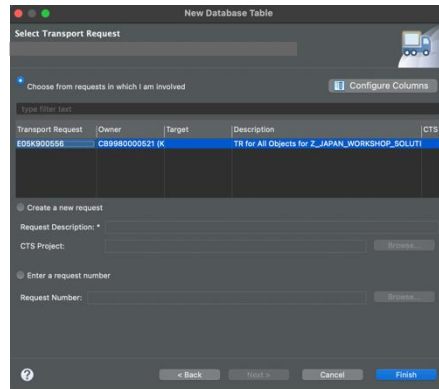 New Database Table
Select Transport Request
Choose from requests in which I am involved
Configure Columns
type filter text
Transport Request Owner Target Description CTS
E05K900556 CB9980000521 (K TR for All Objects for Z_JAPAN_WORKSHOP_SOLUTI
Create a new request
Request Description: *
CTS Project: Browse...
Enter a request number
Request Number: Browse...
? < Back Next > Cancel Finish